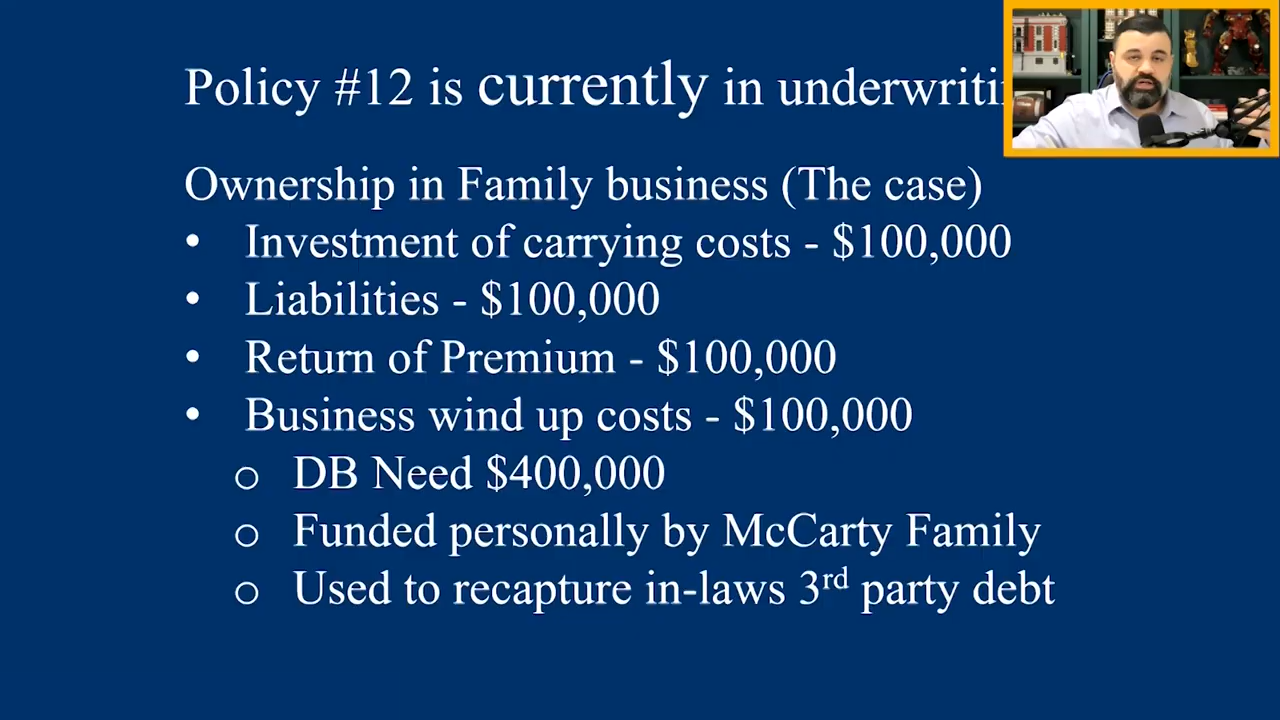 Policy #12 is currently in
Ownership in Family business (The case)
• Investment of carrying costs - $100,000
• Liabilities - $100,000
• Return of Premium - $100,000
• Business wind up costs - $100,000
o DB Need $400,000
o Funded personally by McCarty Family
o Used to recapture in-laws 3rd party debt